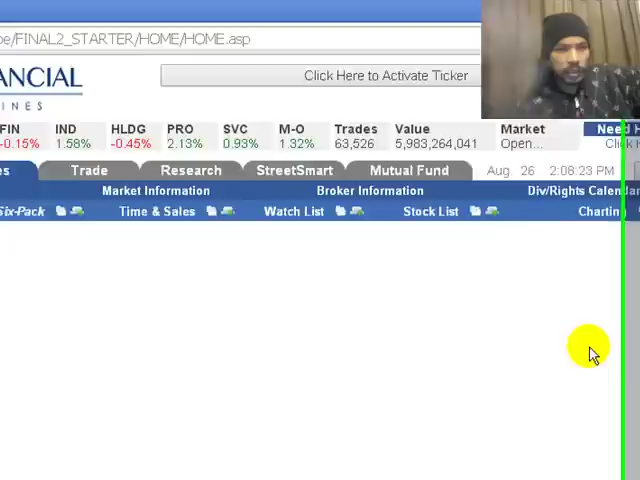 be/FINAL2_STARTER/HOME/HOME.asp
ANCIAL
INES
Click Here to Activate Ticker
FIN IND HLDG PRO SVC M-O Trades Value Market Need H
-0.15% 1.58% -0.45% 2.13% 0.93% 1.32% 63,526 5,983,264,041 Open... Click H
es Trade Research StreetSmart Mutual Fund Aug 26 2:08:23 PM
Market Information Broker Information Div/Rights Calendar
Six-Pack Time & Sales Watch List Stock List Charting